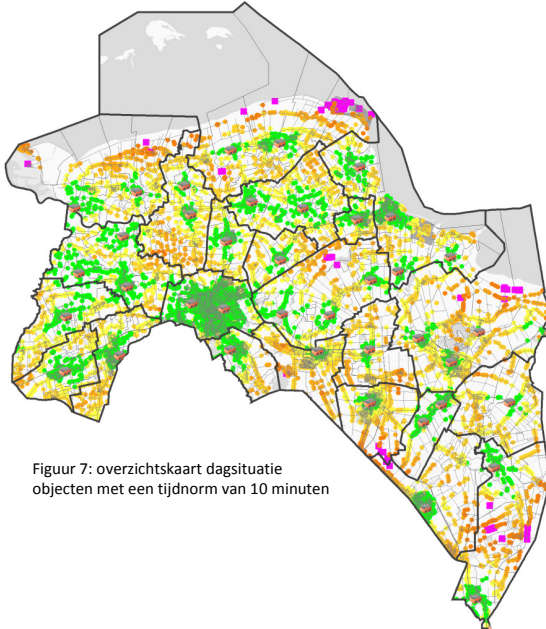 Figuur 7: overzichtskaart dagsituatie
objecten met een tijdnorm van 10 minuten